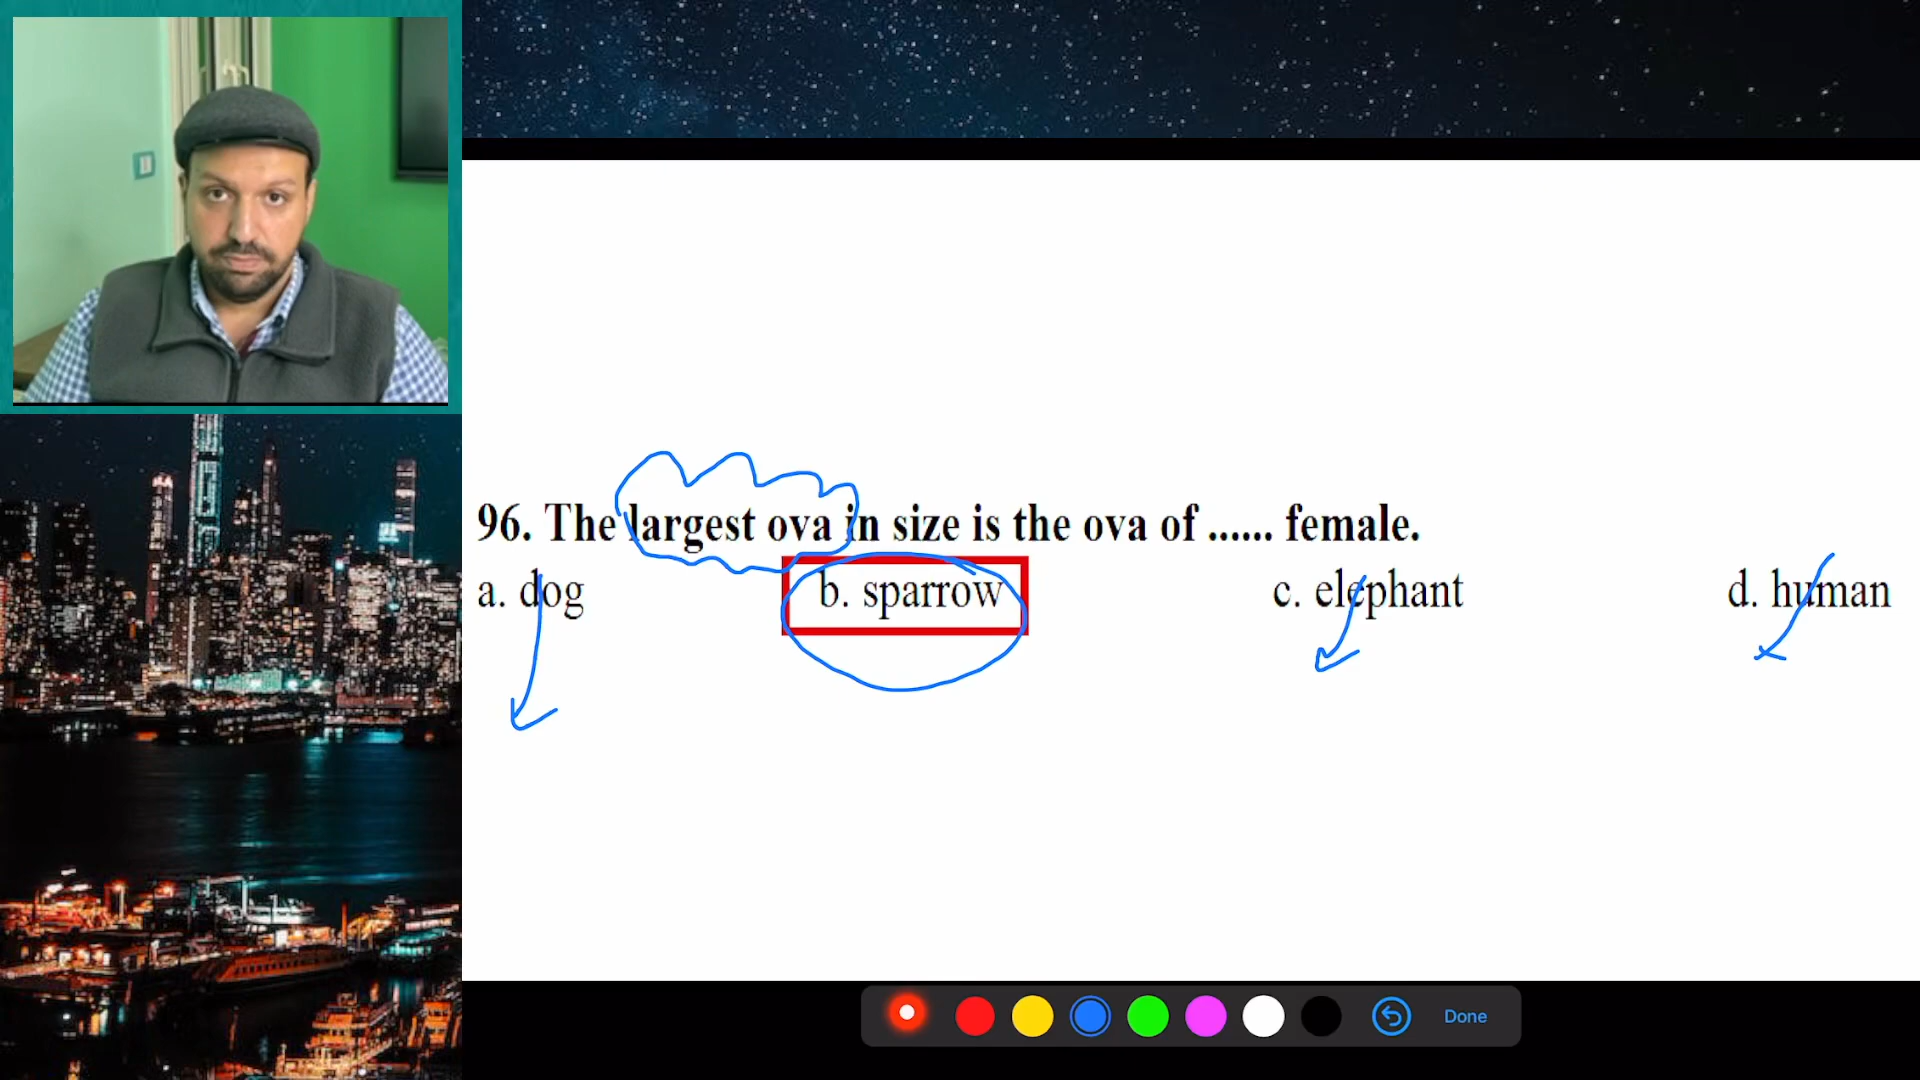 96. The largest ova in size is the ova of ...... female.
a. dog b. sparrow c. elephant d. human
Done